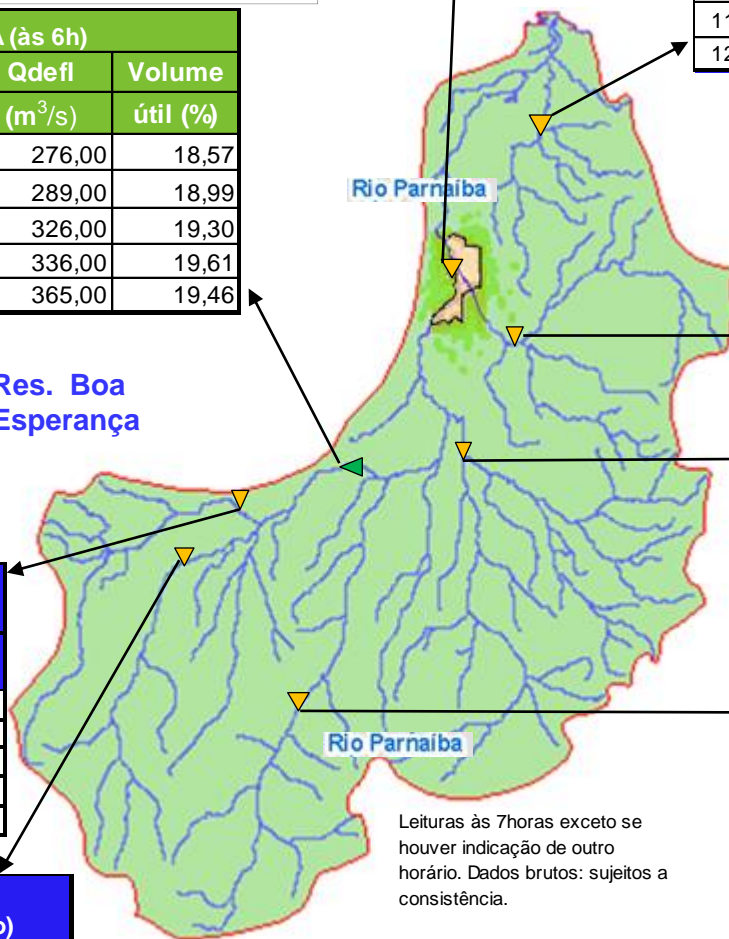 A (às 6h)
Qdefl Volume
(m³/s) útil (%)
276,00 18,57
289,00 18,99
326,00 19,30
336,00 19,61
365,00 19,46
11
12
Rio Parnaíba
Res. Boa
Esperança
Rio Parnaíba
Leituras às 7horas exceto se
houver indicação de outro
horário. Dados brutos: sujeitos a
consistência.